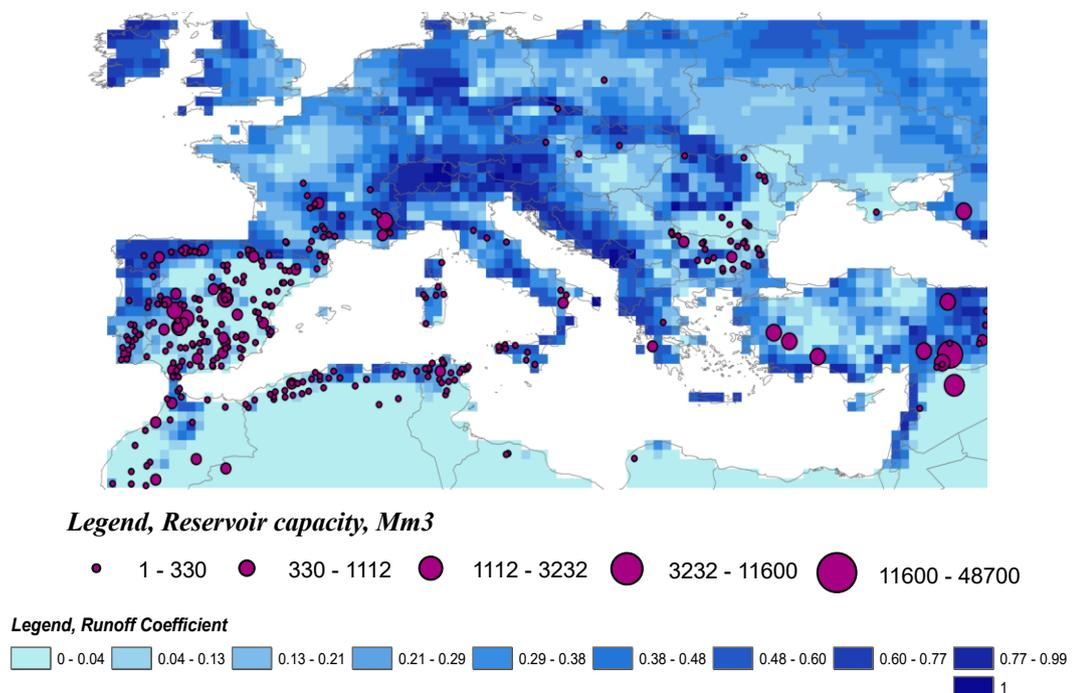 Legend, Reservoir capacity, Mm3
1 - 330 330 - 1112 1112 - 3232 3232 - 11600 11600 - 48700
Legend, Runoff Coefficient
0 - 0.04 0.04 - 0.13 0.13 - 0.21 0.21 - 0.29 0.29 - 0.38 0.38 - 0.48 0.48 - 0.60 0.60 - 0.77 0.77 - 0.99
1